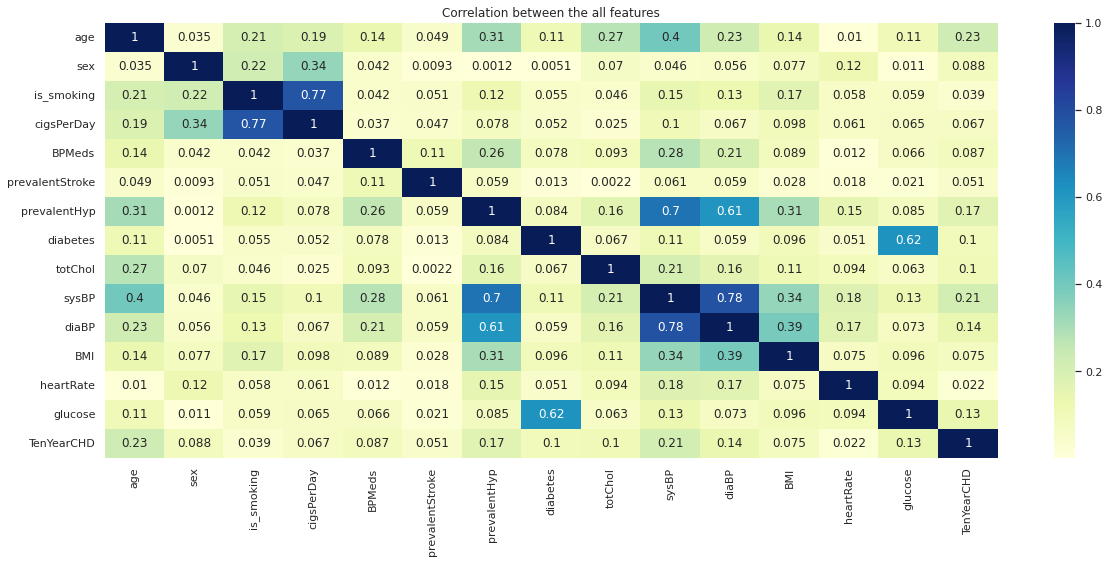 Correlation between the all features
age 1 0.035 0.21 0.19 0.14 0.049 0.31 0.11 0.27 0.4 0.23 0.14 0.01 0.11 0.23
sex 0.035 1 0.22 0.34 0.042 0.0093 0.0012 0.0051 0.07 0.046 0.056 0.077 0.12 0.011 0.088
is_smoking 0.21 0.22 1 0.77 0.042 0.051 0.12 0.055 0.046 0.15 0.13 0.17 0.058 0.059 0.039
cigsPerDay 0.19 0.34 0.77 1 0.037 0.047 0.078 0.052 0.025 0.1 0.067 0.098 0.061 0.065 0.067
BPMeds 0.14 0.042 0.042 0.037 1 0.11 0.26 0.078 0.093 0.28 0.21 0.089 0.012 0.066 0.087
prevalentStroke 0.049 0.0093 0.051 0.047 0.11 1 0.059 0.013 0.0022 0.061 0.059 0.028 0.018 0.021 0.051
prevalentHyp 0.31 0.0012 0.12 0.078 0.26 0.059 1 0.084 0.16 0.7 0.61 0.31 0.15 0.085 0.17
diabetes 0.11 0.0051 0.055 0.052 0.078 0.013 0.084 1 0.067 0.11 0.059 0.096 0.051 0.62 0.1
totChol 0.27 0.07 0.046 0.025 0.093 0.0022 0.16 0.067 1 0.21 0.16 0.11 0.094 0.063 0.1
sysBP 0.4 0.046 0.15 0.1 0.28 0.061 0.7 0.11 0.21 1 0.78 0.34 0.18 0.13 0.21
diaBP 0.23 0.056 0.13 0.067 0.21 0.059 0.61 0.059 0.16 0.78 1 0.39 0.17 0.073 0.14
BMI 0.14 0.077 0.17 0.098 0.089 0.028 0.31 0.096 0.11 0.34 0.39 1 0.075 0.096 0.075
heartRate 0.01 0.12 0.058 0.061 0.012 0.018 0.15 0.051 0.094 0.18 0.17 0.075 1 0.094 0.022
glucose 0.11 0.011 0.059 0.065 0.066 0.021 0.085 0.62 0.063 0.13 0.073 0.096 0.094 1 0.13
TenYearCHD 0.23 0.088 0.039 0.067 0.087 0.051 0.17 0.1 0.1 0.21 0.14 0.075 0.022 0.13 1
age sex is_smoking cigsPerDay BPMeds prevalentStroke prevalentHyp diabetes totChol sysBP diaBP BMI heartRate glucose TenYearCHD
1.0
0.8
0.6
0.4
0.2